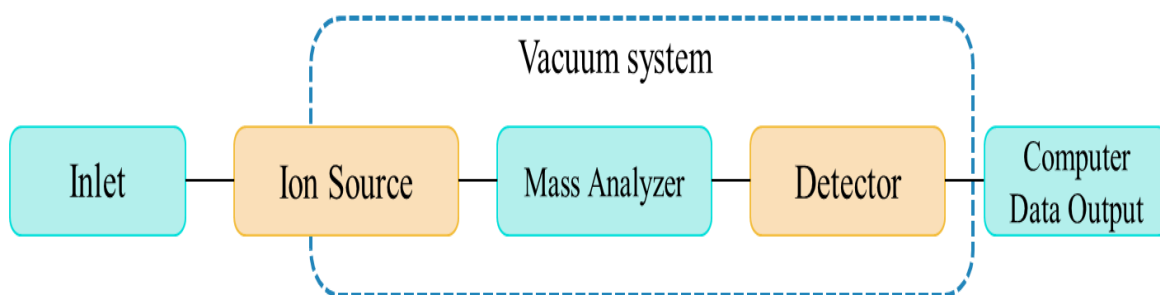 Vacuum system
Inlet
Ion Source
Mass Analyzer
Detector
Computer
Data Output